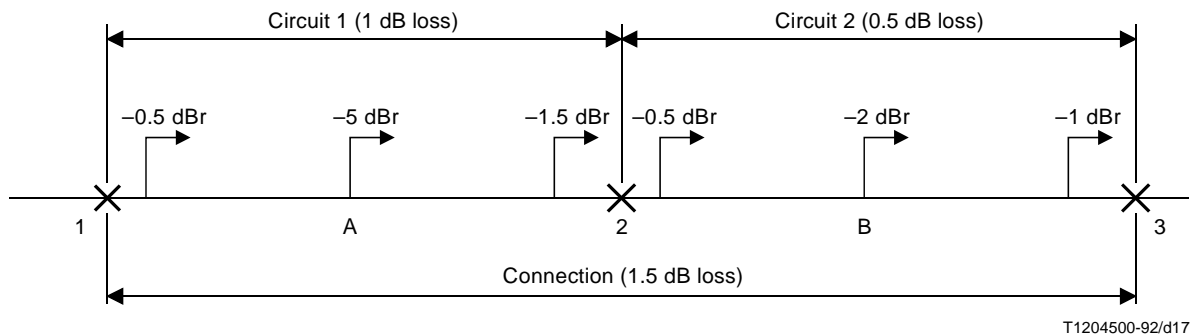 Circuit 1 (1 dB loss) Circuit 2 (0.5 dB loss)
–0.5 dBr –5 dBr –1.5 dBr –0.5 dBr –2 dBr –1 dBr
1 A 2 B 3
Connection (1.5 dB loss)
T1204500-92/d17